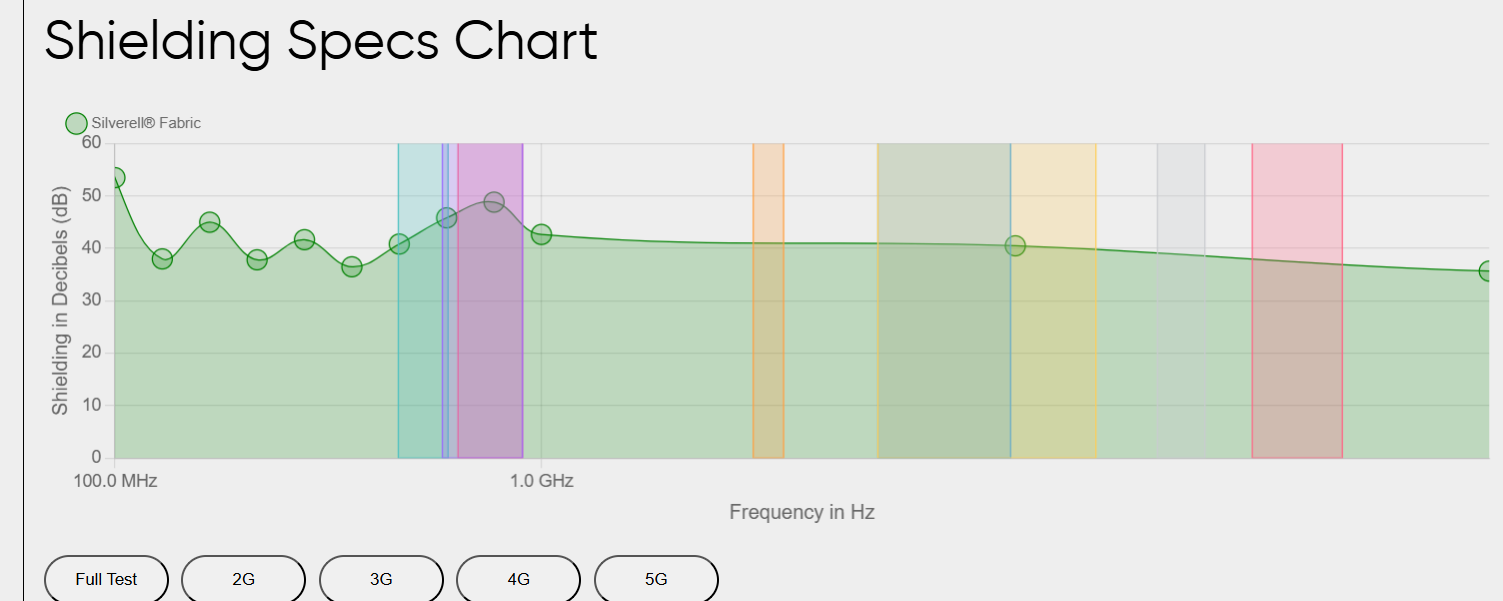 Shielding Specs Chart
Silverell® Fabric
60
50
40
30
20
10
0
Shielding in Decibels (dB)
100.0 MHz
1.0 GHz
Frequency in Hz
Full Test
2G
3G
4G
5G